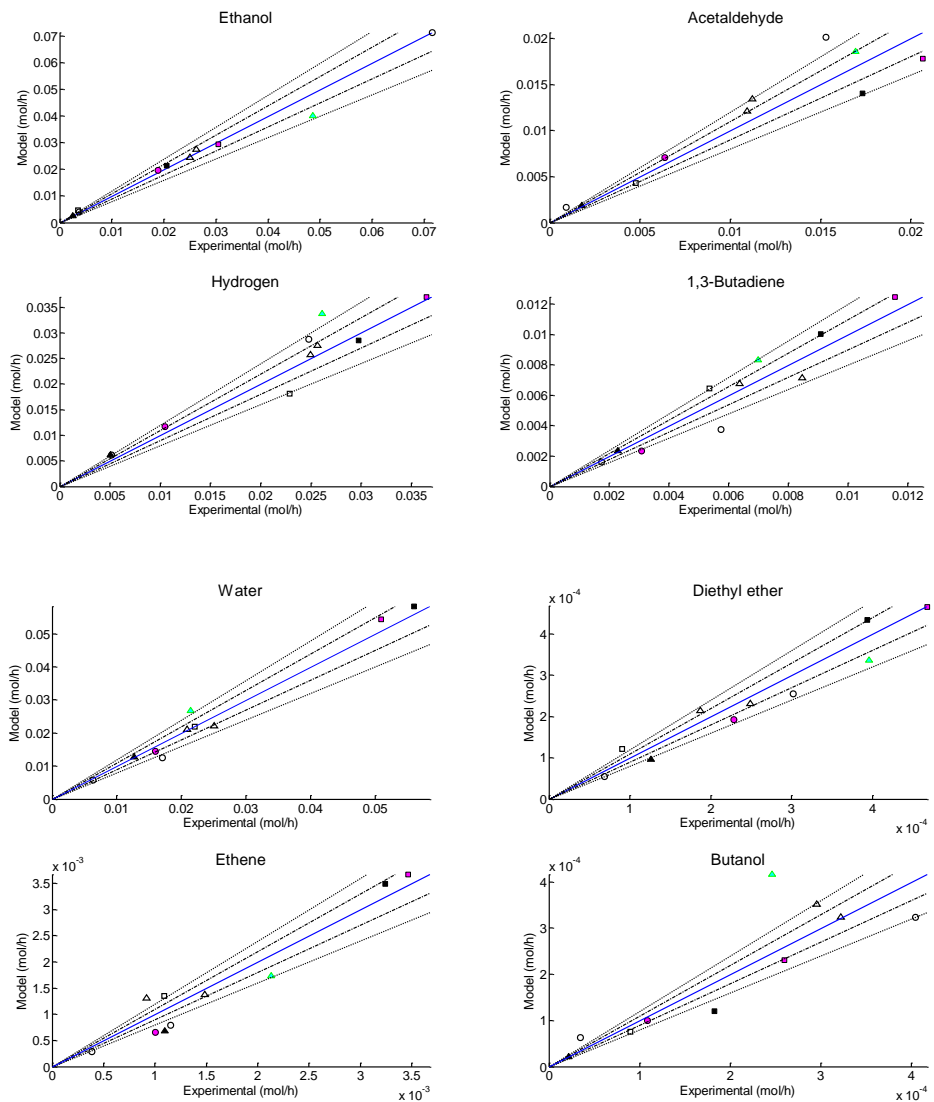 Ethanol
0.07
0.06
0.05
0.04
0.03
0.02
0.01
0
Model (mol/h)
0 0.01 0.02 0.03 0.04 0.05 0.06 0.07
Experimental (mol/h)
Acetaldehyde
0.02
0.015
0.01
0.005
0
Model (mol/h)
0 0.005 0.01 0.015 0.02
Experimental (mol/h)
Hydrogen
0.035
0.03
0.025
0.02
0.015
0.01
0.005
0
Model (mol/h)
0 0.005 0.01 0.015 0.02 0.025 0.03 0.035
Experimental (mol/h)
1,3-Butadiene
0.012
0.01
0.008
0.006
0.004
0.002
0
Model (mol/h)
0 0.002 0.004 0.006 0.008 0.01 0.012
Experimental (mol/h)
Water
0.05
0.04
0.03
0.02
0.01
0
Model (mol/h)
0 0.01 0.02 0.03 0.04 0.05
Experimental (mol/h)
Diethyl ether
x 10⁻⁴
4
3
2
1
0
Model (mol/h)
0 1 2 3 4
x 10⁻⁴
Experimental (mol/h)
Ethene
x 10⁻³
3.5
3
2.5
2
1.5
1
0.5
0
Model (mol/h)
0 0.5 1 1.5 2 2.5 3 3.5
x 10⁻³
Experimental (mol/h)
Butanol
x 10⁻⁴
4
3
2
1
0
Model (mol/h)
0 1 2 3 4
x 10⁻⁴
Experimental (mol/h)